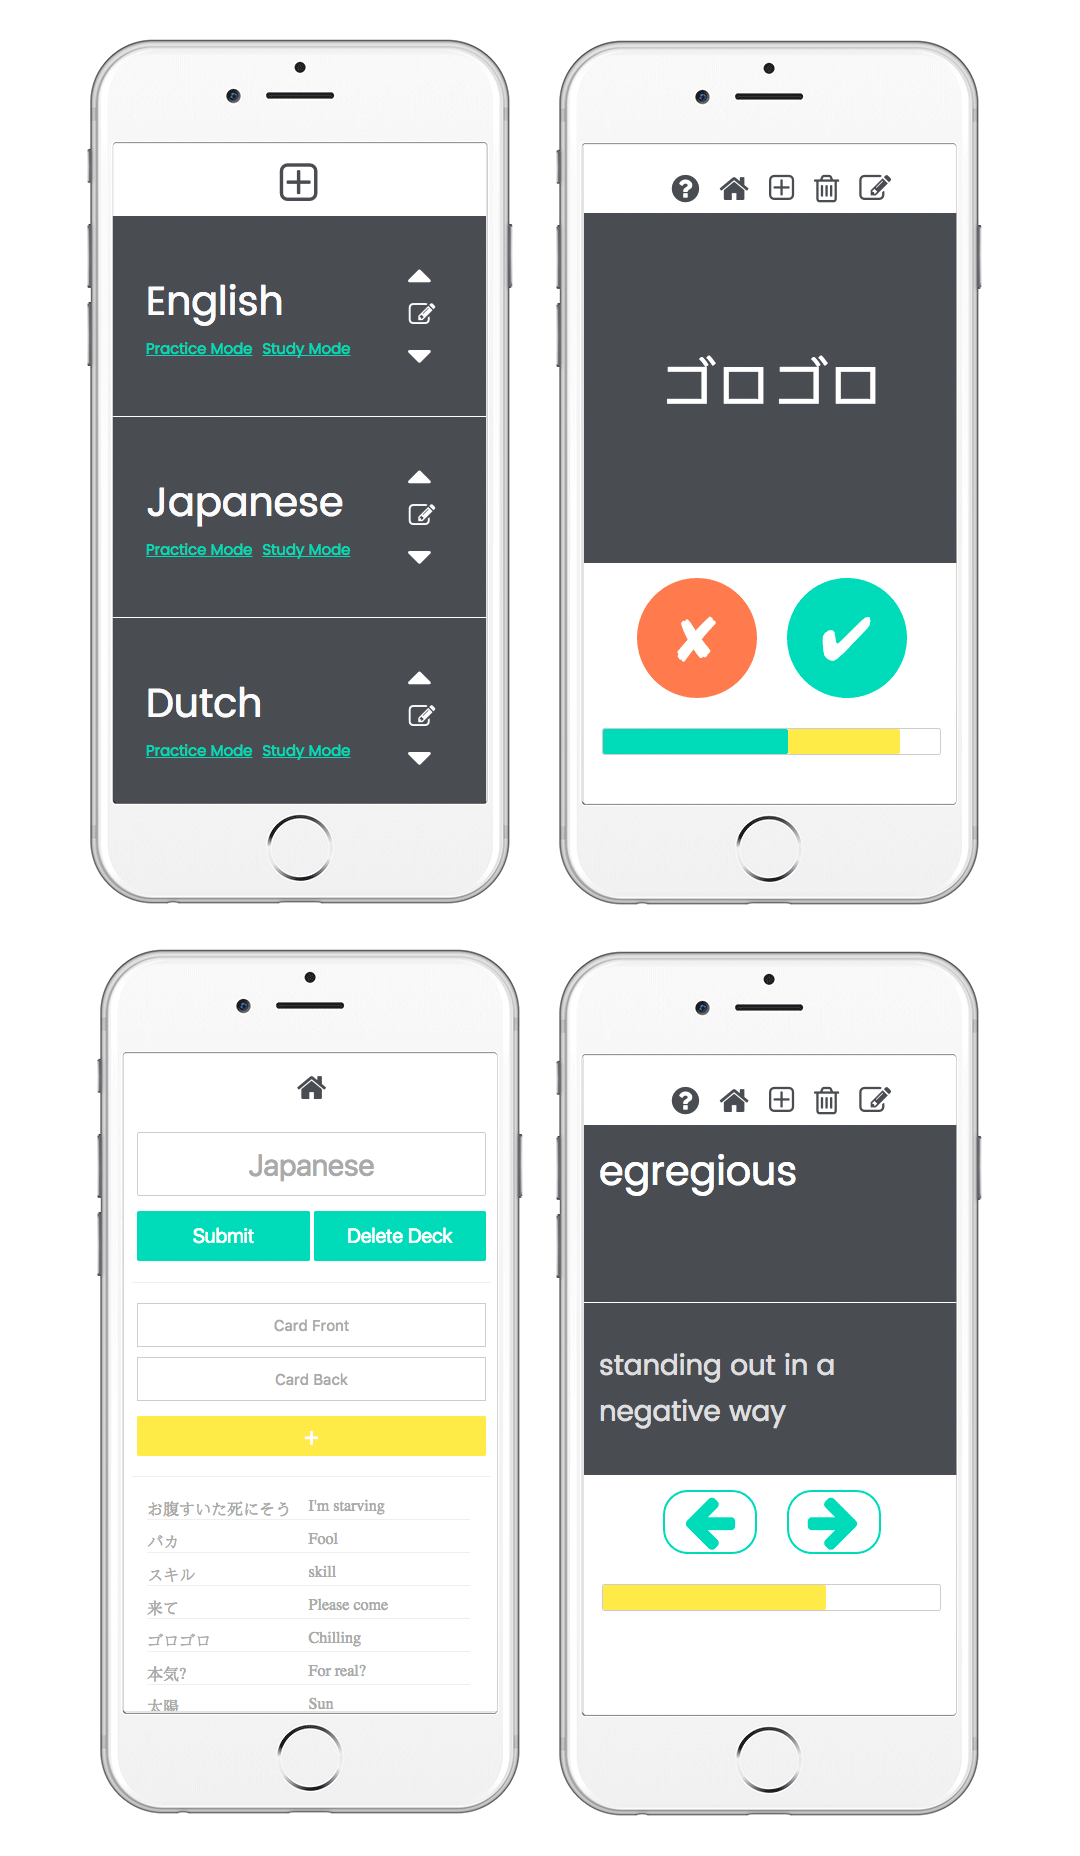 English
Practice Mode Study Mode
Japanese
Practice Mode Study Mode
Dutch
Practice Mode Study Mode
ゴロゴロ
Japanese
Submit Delete Deck
Card Front
Card Back
+
お腹すいた死にそう I'm starving
バカ Fool
スキル skill
来て Please come
ゴロゴロ Chilling
本気? For real?
太陽 Sun
egregious
standing out in a
negative way